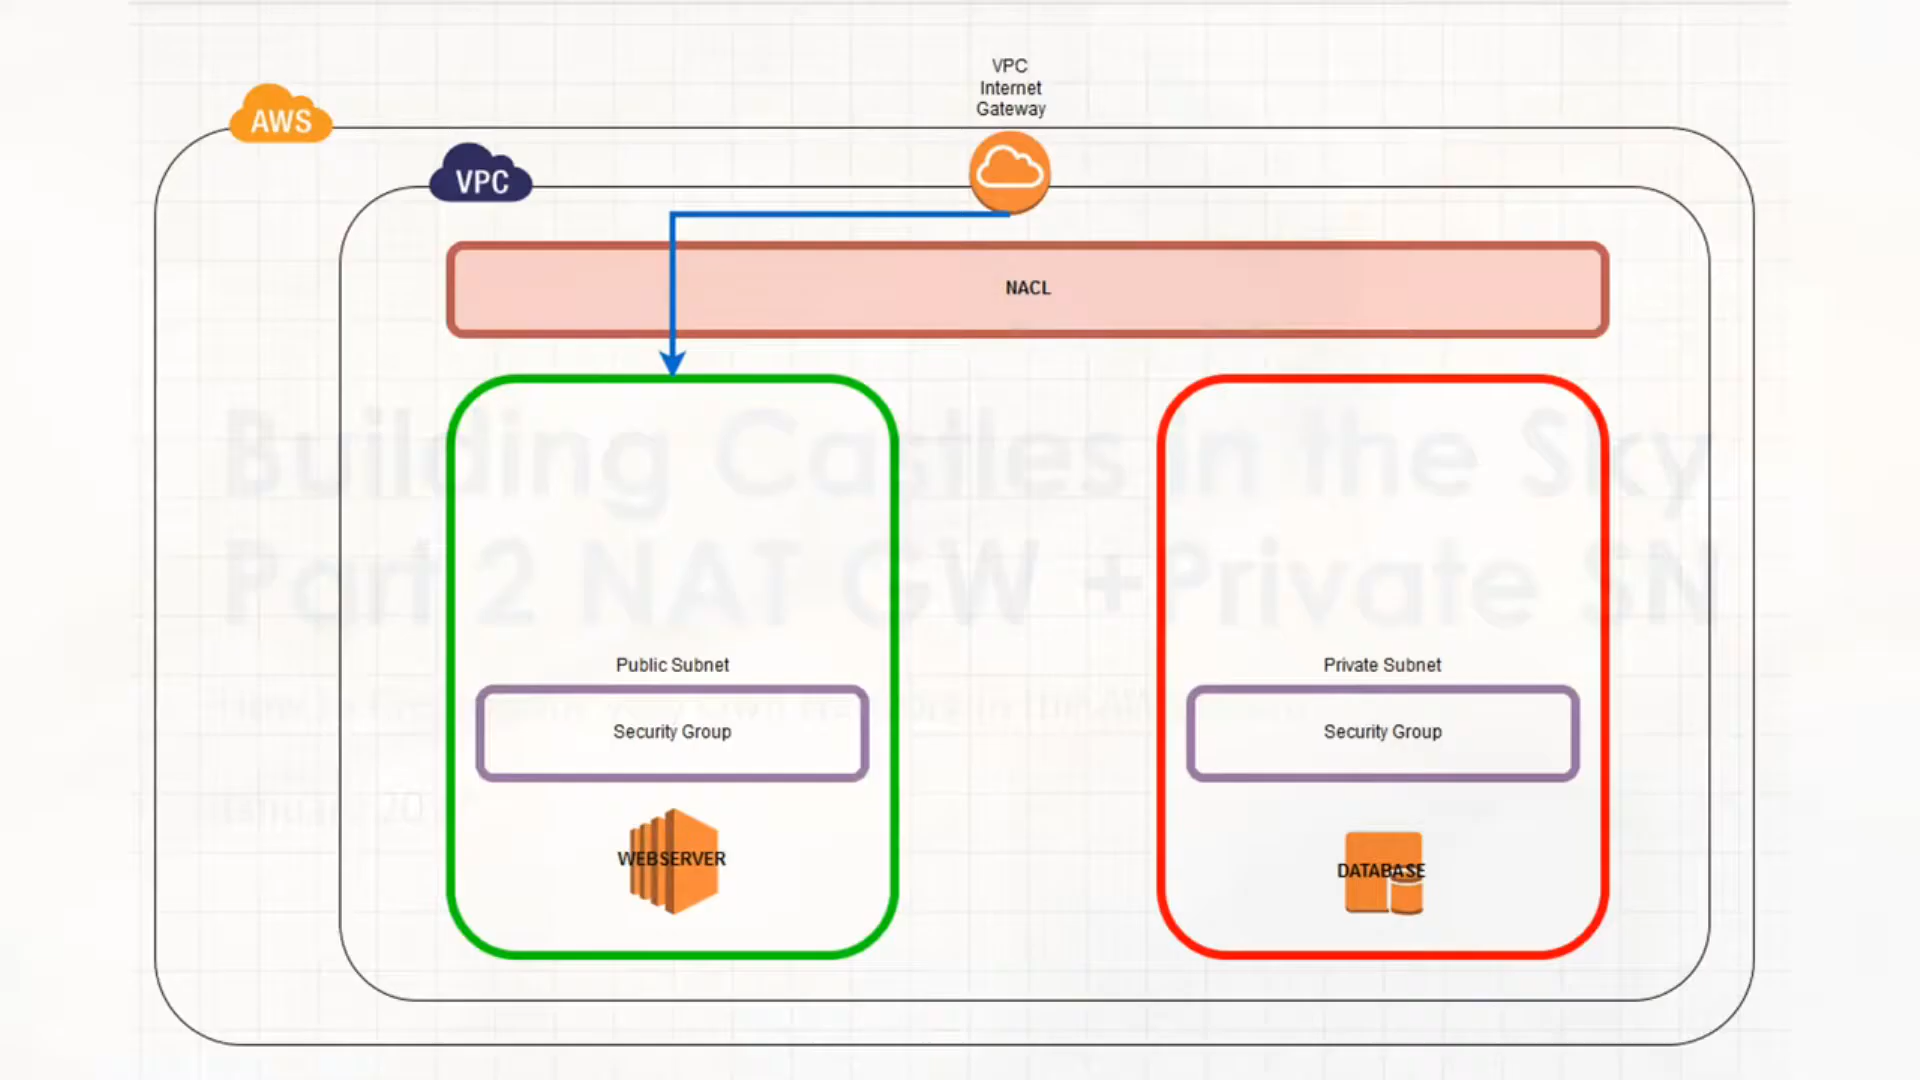 VPC
Internet
Gateway
AWS
VPC
NACL
Building Castles in the Sky
Part 2 NAT GW +Private SN
Public Subnet
Private Subnet
Security Group
Security Group
WEBSERVER
DATABASE